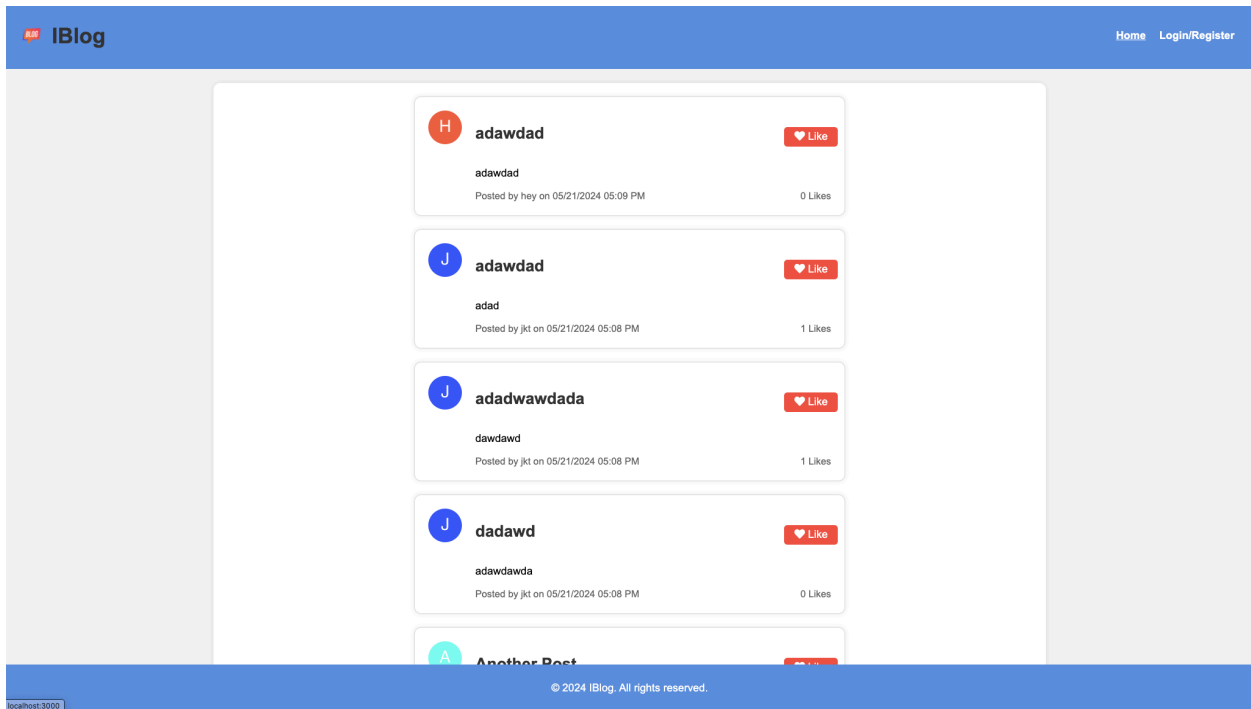 BLOG IBlog
Home Login/Register
H
adawdad
Like
adawdad
Posted by hey on 05/21/2024 05:09 PM
0 Likes
J
adawdad
Like
adad
Posted by jkt on 05/21/2024 05:08 PM
1 Likes
J
adadwawdada
Like
dawdawd
Posted by jkt on 05/21/2024 05:08 PM
1 Likes
J
dadawd
Like
adawdawda
Posted by jkt on 05/21/2024 05:08 PM
0 Likes
A
Another Post
Like
© 2024 IBlog. All rights reserved.
localhost:3000